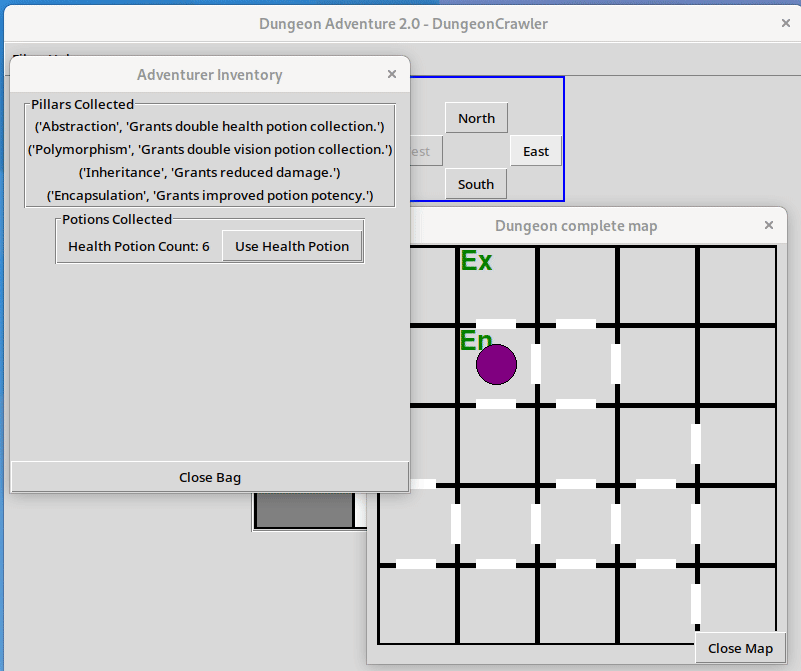 Dungeon Adventure 2.0 - DungeonCrawler
Adventurer Inventory
Pillars Collected
('Abstraction', 'Grants double health potion collection.')
('Polymorphism', 'Grants double vision potion collection.')
('Inheritance', 'Grants reduced damage.')
('Encapsulation', 'Grants improved potion potency.')
Potions Collected
Health Potion Count: 6 Use Health Potion
Close Bag
North
East
South
Dungeon complete map
Ex
En
Close Map